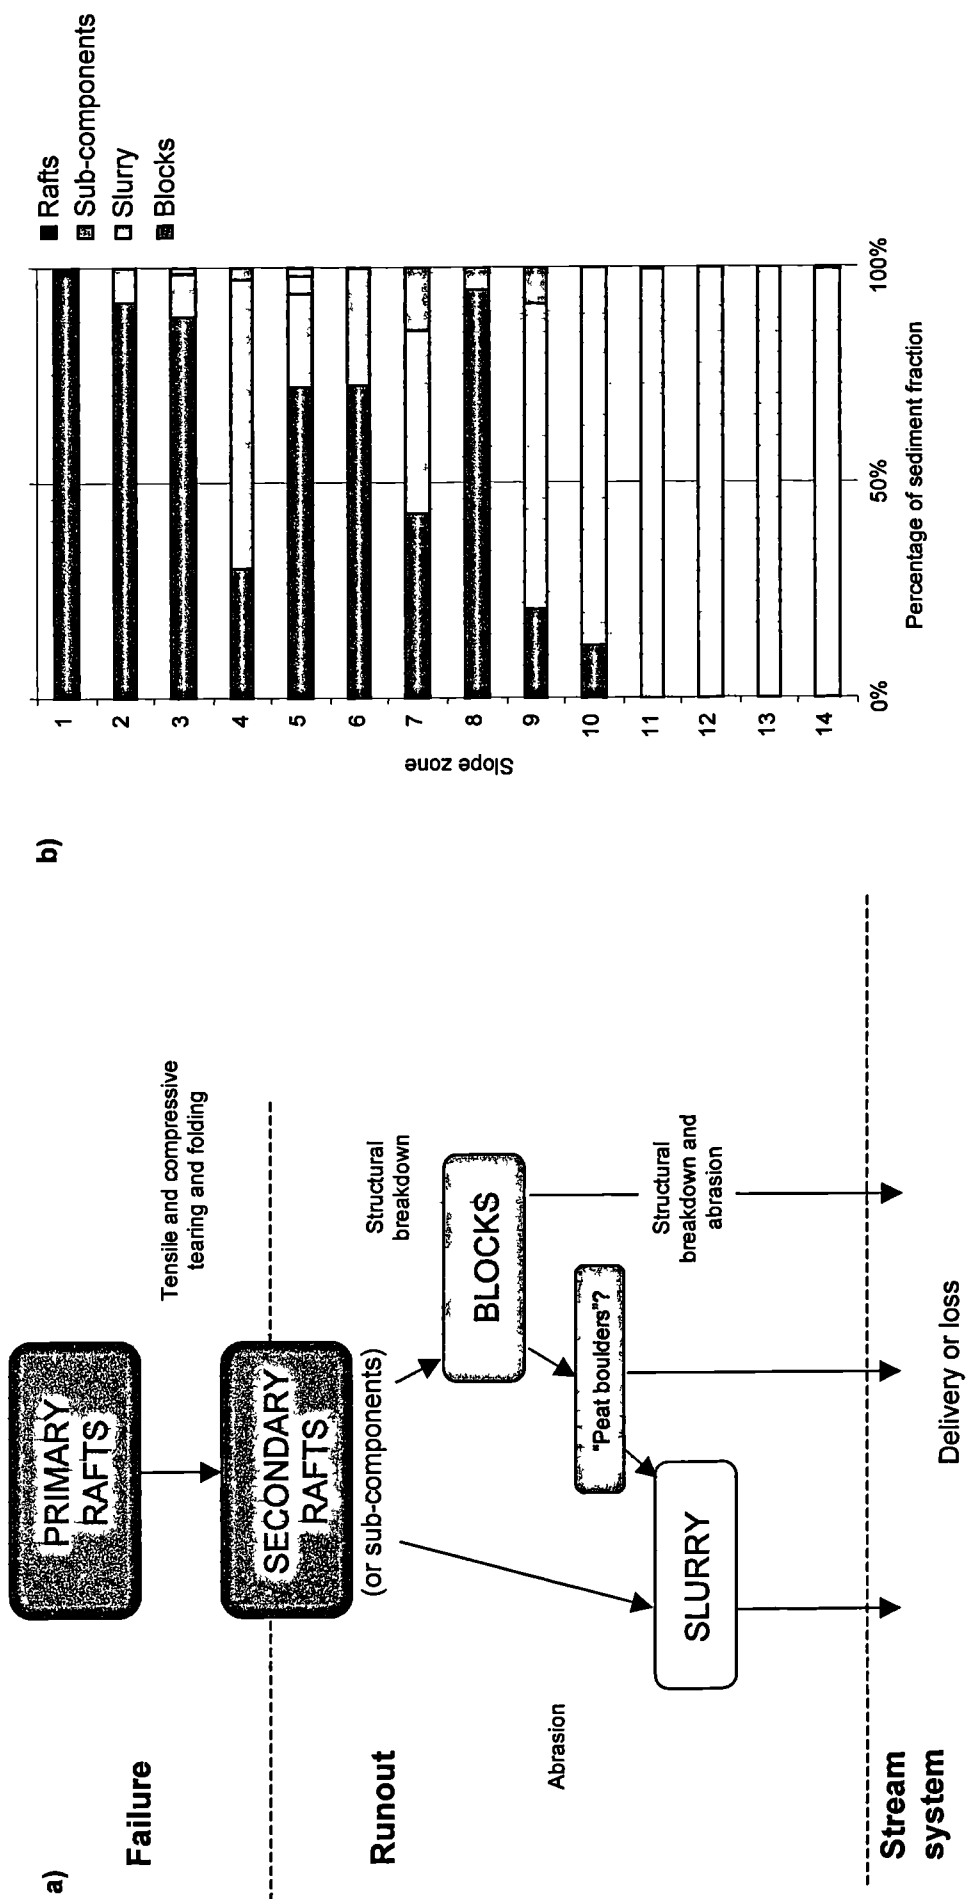 a)
Failure
PRIMARY
RAFTS
Tensile and compressive
tearing and folding
SECONDARY
RAFTS
(or sub-components)
Runout
Structural
breakdown
BLOCKS
Abrasion
"Peat boulders"?
Structural
breakdown and
abrasion
SLURRY
Stream
system
Delivery or loss
b)
Rafts
Sub-components
Slurry
Blocks
Slope zone
1
2
3
4
5
6
7
8
9
10
11
12
13
14
0%
50%
100%
Percentage of sediment fraction